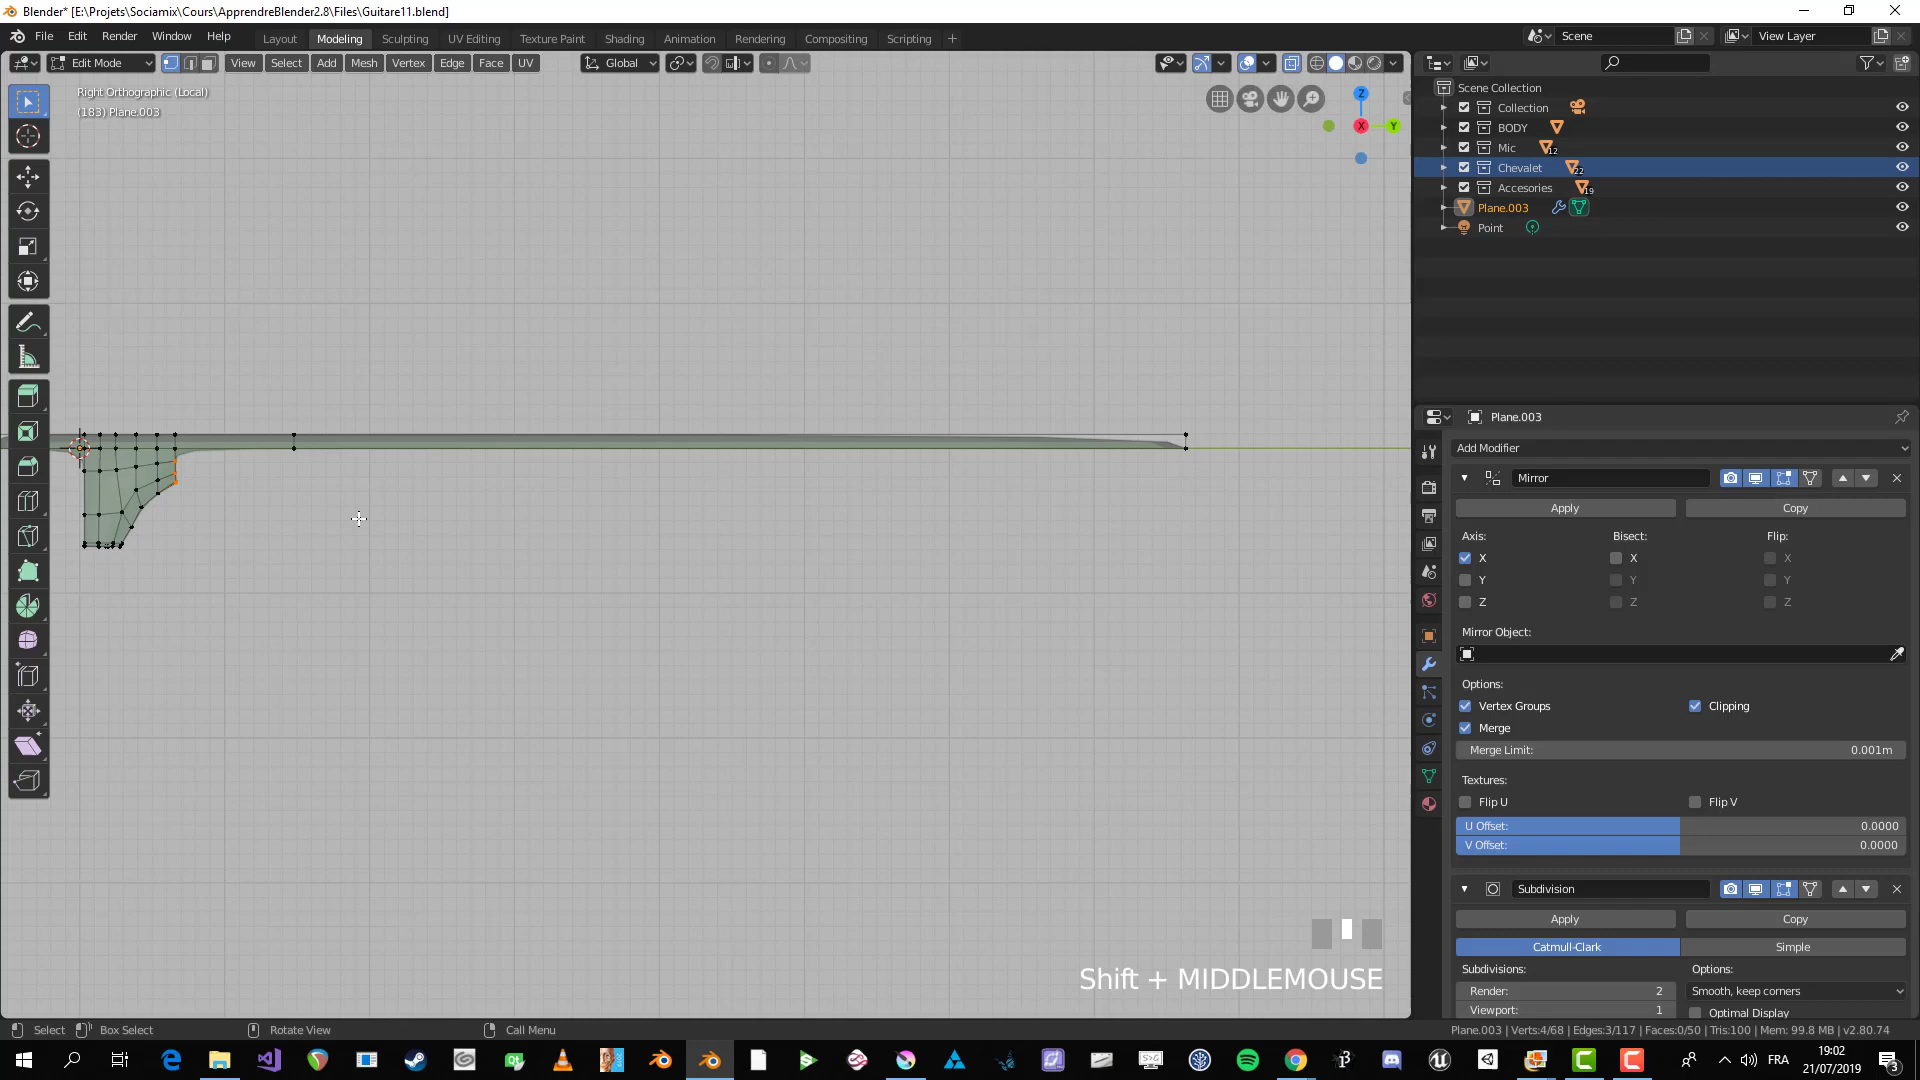 Blender* [E:\Projets\Sociamix\Cours\ApprendreBlender2.8\Files\Guitare11.blend]
File Edit Render Window Help
Layout Modeling Sculpting UV Editing Texture Paint Shading Animation Rendering Compositing Scripting
Scene View Layer
Edit Mode View Select Add Mesh Vertex Edge Face UV Global
Right Orthographic (Local)
(183) Plane.003
Z
X
Y
Scene Collection
Collection
BODY
Mic 12
Chevalet 22
Accesories 19
Plane.003
Point
Plane.003
Add Modifier
Mirror
Apply Copy
Axis: Bisect: Flip:
X X X
Y Y Y
Z Z Z
Mirror Object:
Options:
Vertex Groups Clipping
Merge
Merge Limit: 0.001m
Textures:
Flip U Flip V
U Offset: 0.0000
V Offset: 0.0000
Subdivision
Apply Copy
Catmull-Clark Simple
Subdivisions: Options:
Render: 2 Smooth, keep corners
Viewport: 1 Optimal Display
Shift + MIDDLEMOUSE
Select Box Select Rotate View Call Menu
Plane.003 | Verts:4/68 | Edges:3/117 | Faces:0/50 | Tris:100 | Mem: 99.8 MB | v2.80.74
FRA
19:02
21/07/2019
3